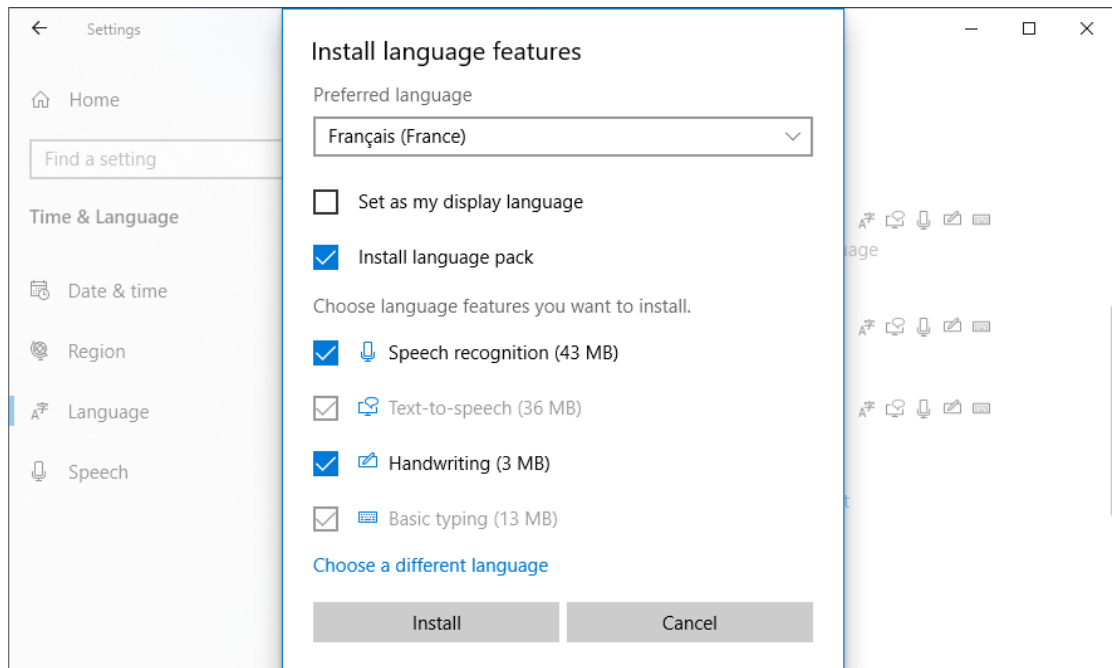 Settings
Home
Find a setting
Time & Language
Date & time
Region
Language
Speech
Install language features
Preferred language
Français (France)
Set as my display language
Install language pack
Choose language features you want to install.
Speech recognition (43 MB)
Text-to-speech (36 MB)
Handwriting (3 MB)
Basic typing (13 MB)
Choose a different language
Install
Cancel